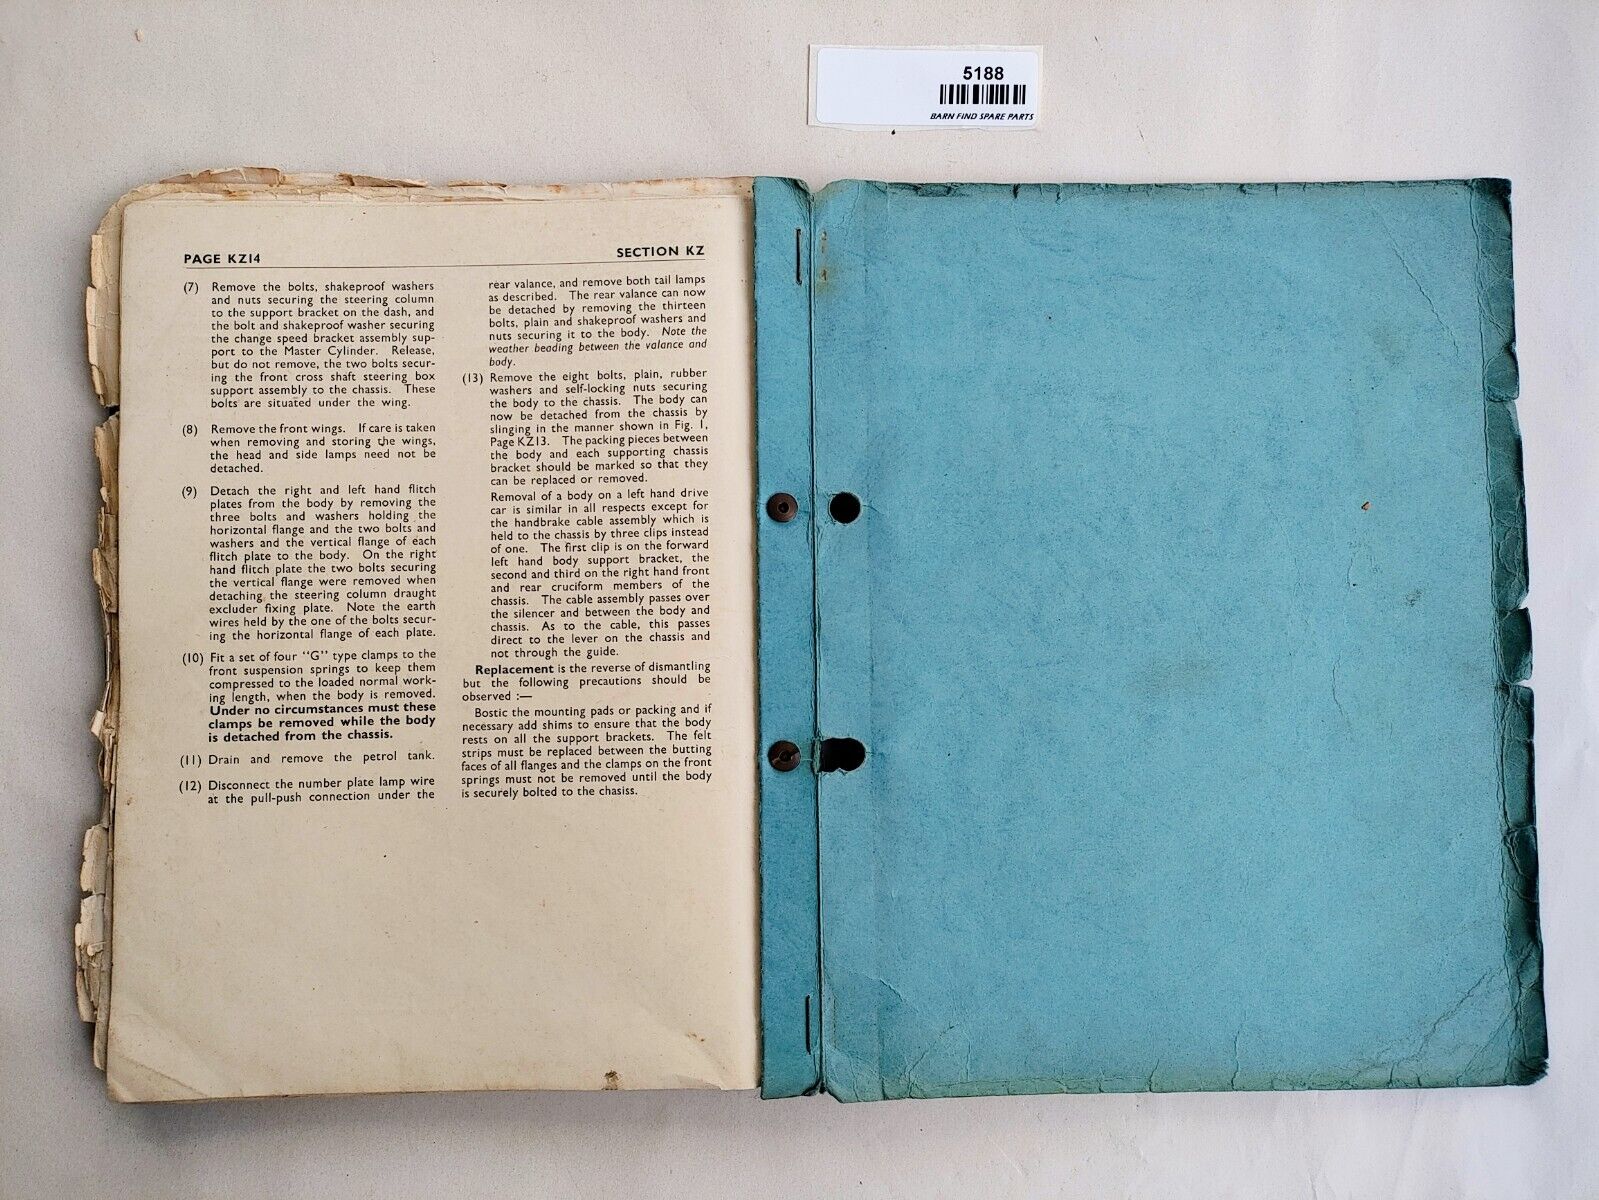 5188
BARN FIND SPARE PARTS
PAGE KZ14
SECTION KZ
(7) Remove the bolts, shakeproof washers
and nuts securing the steering column
to the support bracket on the dash, and
the bolt and shakeproof washer securing
the change speed bracket assembly sup-
port to the Master Cylinder. Release,
but do not remove, the two bolts secur-
ing the front cross shaft steering box
support assembly to the chassis. These
bolts are situated under the wing.
(8) Remove the front wings. If care is taken
when removing and storing the wings,
the head and side lamps need not be
detached.
(9) Detach the right and left hand flitch
plates from the body by removing the
three bolts and washers holding the
horizontal flange and the two bolts and
washers and the vertical flange of each
flitch plate to the body. On the right
hand flitch plate the two bolts securing
the vertical flange were removed when
detaching the steering column draught
excluder fixing plate. Note the earth
wires held by the one of the bolts secur-
ing the horizontal flange of each plate.
(10) Fit a set of four "G" type clamps to the
front suspension springs to keep them
compressed to the loaded normal work-
ing length, when the body is removed.
Under no circumstances must these
clamps be removed while the body
is detached from the chassis.
(11) Drain and remove the petrol tank.
(12) Disconnect the number plate lamp wire
at the pull-push connection under the
rear valance, and remove both tail lamps
as described. The rear valance can now
be detached by removing the thirteen
bolts, plain and shakeproof washers and
nuts securing it to the body. Note the
weather beading between the valance and
body.
(13) Remove the eight bolts, plain, rubber
washers and self-locking nuts securing
the body to the chassis. The body can
now be detached from the chassis by
slinging in the manner shown in Fig. 1,
Page KZ13. The packing pieces between
the body and each supporting chassis
bracket should be marked so that they
can be replaced or removed.
Removal of a body on a left hand drive
car is similar in all respects except for
the handbrake cable assembly which is
held to the chassis by three clips instead
of one. The first clip is on the forward
left hand body support bracket, the
second and third on the right hand front
and rear cruciform members of the
chassis. The cable assembly passes over
the silencer and between the body and
chassis. As to the cable, this passes
direct to the lever on the chassis and
not through the guide.
Replacement is the reverse of dismantling
but the following precautions should be
observed :—
Bostic the mounting pads or packing and if
necessary add shims to ensure that the body
rests on all the support brackets. The felt
strips must be replaced between the butting
faces of all flanges and the clamps on the front
springs must not be removed until the body
is securely bolted to the chasiss.